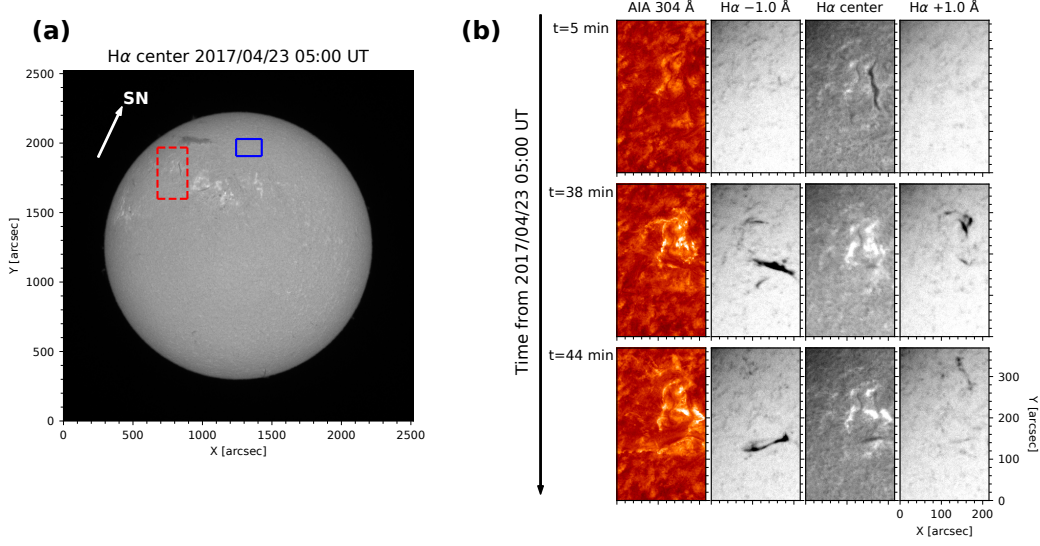 (a)
Hα center 2017/04/23 05:00 UT
SN
Y [arcsec]
2500
2000
1500
1000
500
0
0 500 1000 1500 2000 2500
X [arcsec]
(b)
Time from 2017/04/23 05:00 UT
AIA 304 Å Hα −1.0 Å Hα center Hα +1.0 Å
t=5 min
t=38 min
t=44 min
300
200
100
0
Y [arcsec]
0 100 200
X [arcsec]